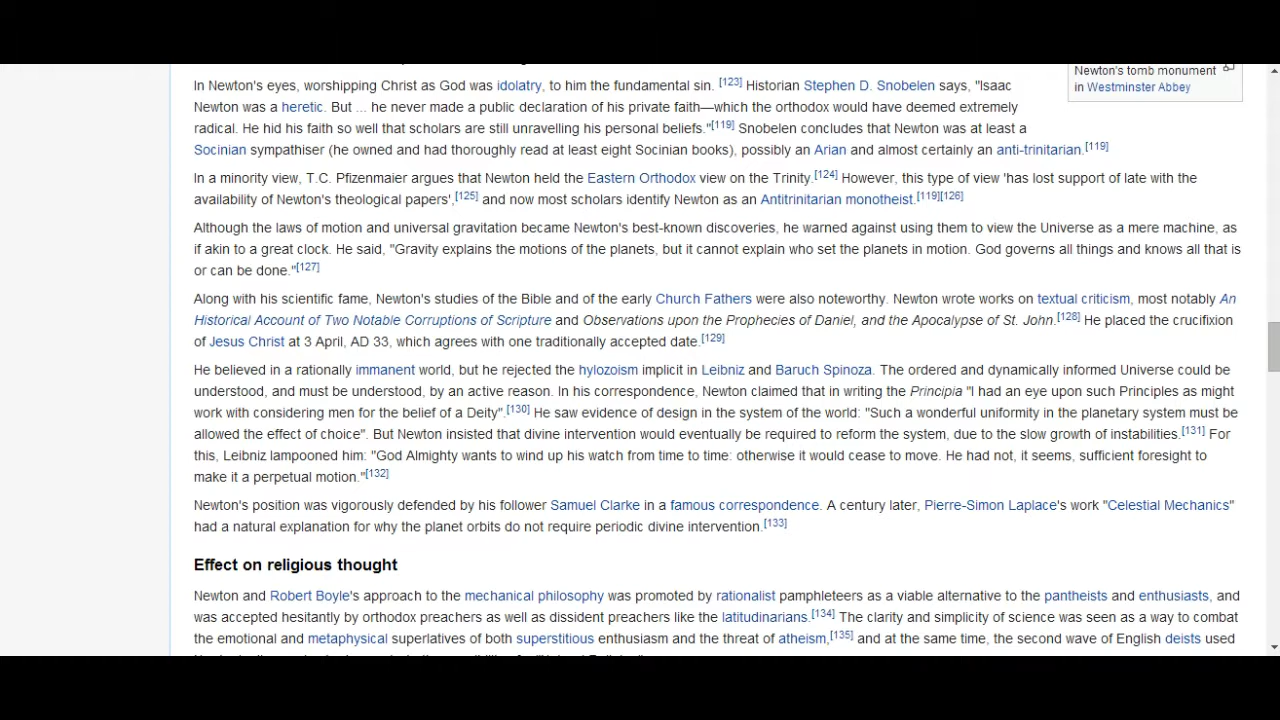 Newton's tomb monument
in Westminster Abbey
In Newton's eyes, worshipping Christ as God was idolatry, to him the fundamental sin. [123] Historian Stephen D. Snobelen says, "Isaac
Newton was a heretic. But ... he never made a public declaration of his private faith—which the orthodox would have deemed extremely
radical. He hid his faith so well that scholars are still unravelling his personal beliefs."[119] Snobelen concludes that Newton was at least a
Socinian sympathiser (he owned and had thoroughly read at least eight Socinian books), possibly an Arian and almost certainly an anti-trinitarian.[119]
In a minority view, T.C. Pfizenmaier argues that Newton held the Eastern Orthodox view on the Trinity.[124] However, this type of view 'has lost support of late with the
availability of Newton's theological papers',[125] and now most scholars identify Newton as an Antitrinitarian monotheist.[119][126]
Although the laws of motion and universal gravitation became Newton's best-known discoveries, he warned against using them to view the Universe as a mere machine, as
if akin to a great clock. He said, "Gravity explains the motions of the planets, but it cannot explain who set the planets in motion. God governs all things and knows all that is
or can be done."[127]
Along with his scientific fame, Newton's studies of the Bible and of the early Church Fathers were also noteworthy. Newton wrote works on textual criticism, most notably An
Historical Account of Two Notable Corruptions of Scripture and Observations upon the Prophecies of Daniel, and the Apocalypse of St. John.[128] He placed the crucifixion
of Jesus Christ at 3 April, AD 33, which agrees with one traditionally accepted date.[129]
He believed in a rationally immanent world, but he rejected the hylozoism implicit in Leibniz and Baruch Spinoza. The ordered and dynamically informed Universe could be
understood, and must be understood, by an active reason. In his correspondence, Newton claimed that in writing the Principia "I had an eye upon such Principles as might
work with considering men for the belief of a Deity".[130] He saw evidence of design in the system of the world: "Such a wonderful uniformity in the planetary system must be
allowed the effect of choice". But Newton insisted that divine intervention would eventually be required to reform the system, due to the slow growth of instabilities.[131] For
this, Leibniz lampooned him: "God Almighty wants to wind up his watch from time to time: otherwise it would cease to move. He had not, it seems, sufficient foresight to
make it a perpetual motion."[132]
Newton's position was vigorously defended by his follower Samuel Clarke in a famous correspondence. A century later, Pierre-Simon Laplace's work "Celestial Mechanics"
had a natural explanation for why the planet orbits do not require periodic divine intervention.[133]
Effect on religious thought
Newton and Robert Boyle's approach to the mechanical philosophy was promoted by rationalist pamphleteers as a viable alternative to the pantheists and enthusiasts, and
was accepted hesitantly by orthodox preachers as well as dissident preachers like the latitudinarians.[134] The clarity and simplicity of science was seen as a way to combat
the emotional and metaphysical superlatives of both superstitious enthusiasm and the threat of atheism,[135] and at the same time, the second wave of English deists used